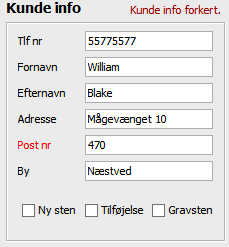 Kunde info Kunde info forkert.
Tlf nr 55775577
Fornavn William
Efternavn Blake
Adresse Mågevænget 10
Post nr 470
By Næstved
Ny sten Tilføjelse Gravsten